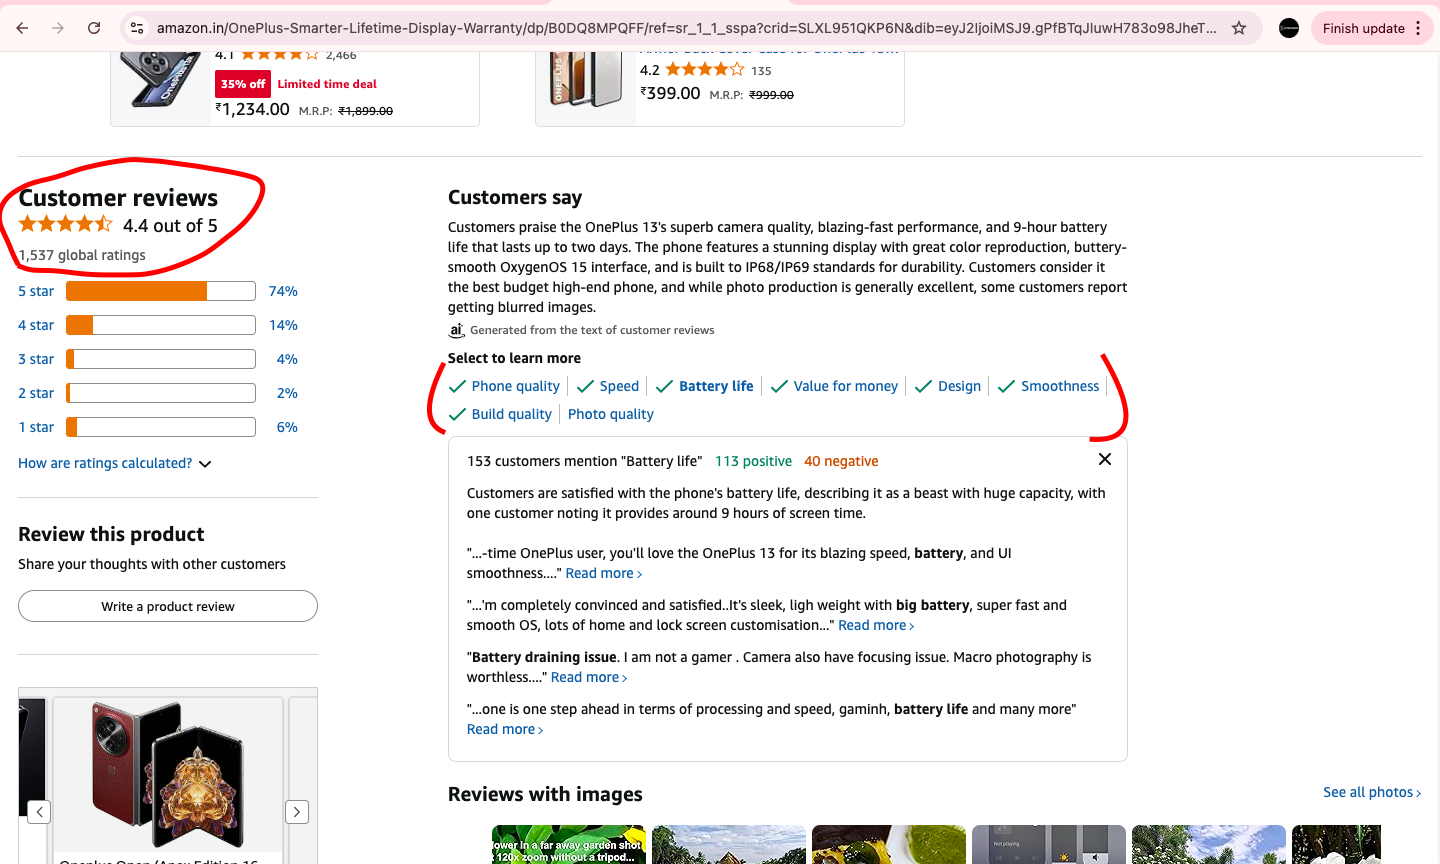 amazon.in/OnePlus-Smarter-Lifetime-Display-Warranty/dp/B0DQ8MPQFF/ref=sr_1_1_sspa?crid=SLXL951QKP6N&dib=eyJ2IjoiMSJ9.gPfBTqJluwH783o98JheT...
Finish update
4.1 2,466
35% off Limited time deal
₹1,234.00 M.R.P: ₹1,899.00
4.2 135
₹399.00 M.R.P: ₹999.00
Customer reviews
4.4 out of 5
1,537 global ratings
5 star 74%
4 star 14%
3 star 4%
2 star 2%
1 star 6%
How are ratings calculated?
Review this product
Share your thoughts with other customers
Write a product review
Customers say
Customers praise the OnePlus 13's superb camera quality, blazing-fast performance, and 9-hour battery
life that lasts up to two days. The phone features a stunning display with great color reproduction, buttery-
smooth OxygenOS 15 interface, and is built to IP68/IP69 standards for durability. Customers consider it
the best budget high-end phone, and while photo production is generally excellent, some customers report
getting blurred images.
ai Generated from the text of customer reviews
Select to learn more
Phone quality Speed Battery life Value for money Design Smoothness
Build quality Photo quality
153 customers mention "Battery life" 113 positive 40 negative
Customers are satisfied with the phone's battery life, describing it as a beast with huge capacity, with
one customer noting it provides around 9 hours of screen time.
"...-time OnePlus user, you'll love the OnePlus 13 for its blazing speed, battery, and UI
smoothness...." Read more
"...'m completely convinced and satisfied..It's sleek, ligh weight with big battery, super fast and
smooth OS, lots of home and lock screen customisation..." Read more
"Battery draining issue. I am not a gamer . Camera also have focusing issue. Macro photography is
worthless...." Read more
"...one is one step ahead in terms of processing and speed, gaminh, battery life and many more"
Read more
Reviews with images
See all photos
lower in a far away garden shot
t 120x zoom without a tripod...
Not playing